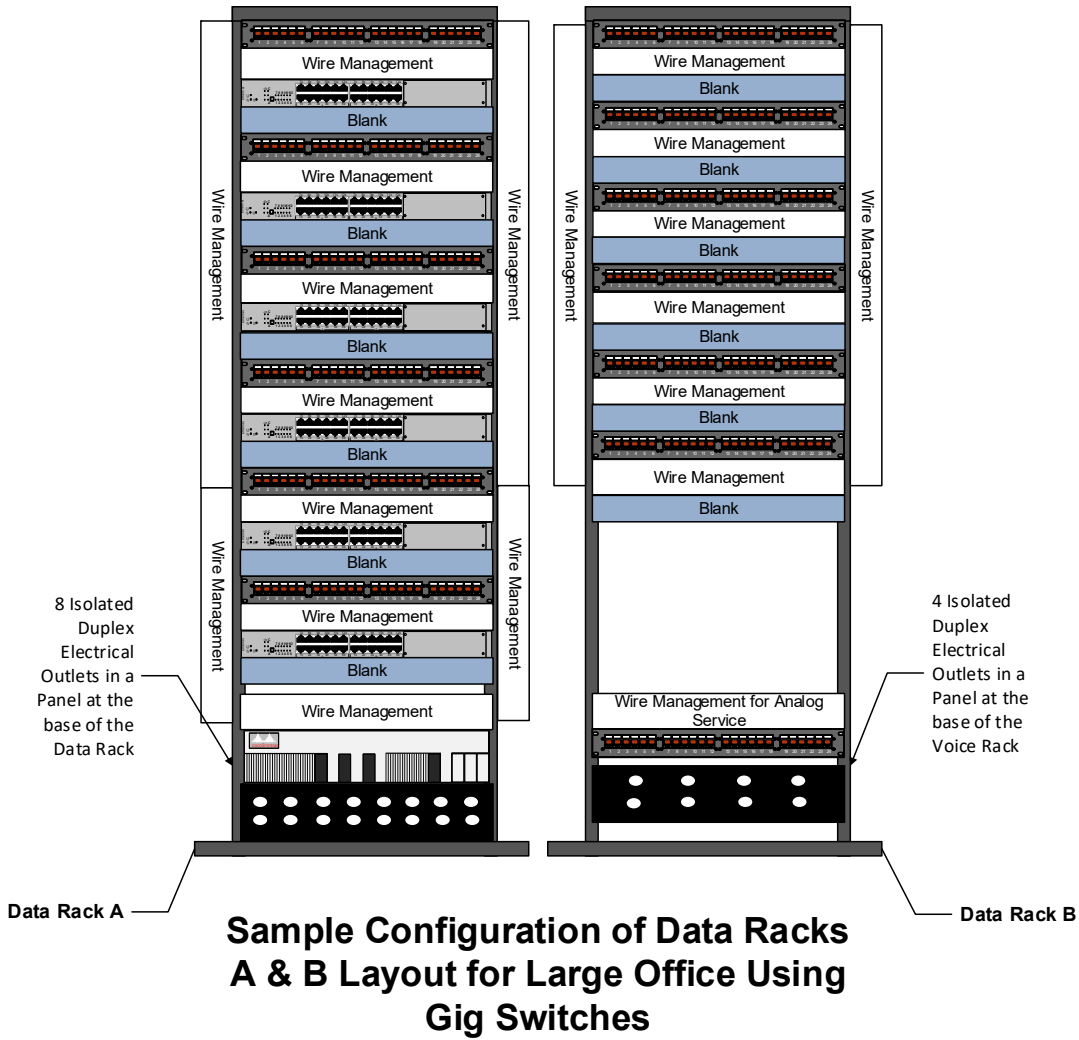 Wire Management
Blank
Wire Management
Blank
Wire Management
Blank
Wire Management
Blank
Wire Management
Blank
Wire Management
Blank
Wire Management
Wire Management
Wire Management
Wire Management
Wire Management
Wire Management
Blank
Wire Management
Blank
Wire Management
Blank
Wire Management
Blank
Wire Management
Blank
Wire Management
Blank
Wire Management for Analog
Service
Wire Management
Wire Management
8 Isolated
Duplex
Electrical
Outlets in a
Panel at the
base of the
Data Rack
4 Isolated
Duplex
Electrical
Outlets in a
Panel at the
base of the
Voice Rack
Data Rack A
Data Rack B
Sample Configuration of Data Racks
A & B Layout for Large Office Using
Gig Switches